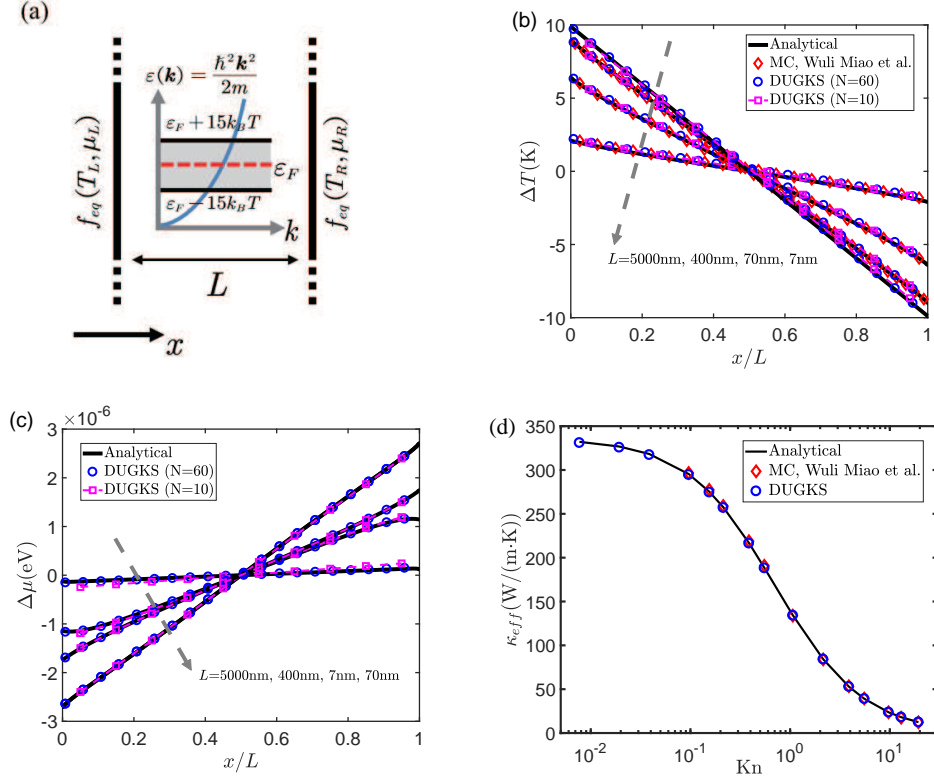 (a)
ε(k) = ħ²k²/2m
ε_F + 15k_BT
ε_F
ε_F − 15k_BT
k
f_eq(T_L, μ_L)
f_eq(T_R, μ_R)
L
x
(b)
10
5
0
-5
-10
ΔT(K)
Analytical
MC, Wuli Miao et al.
DUGKS (N=60)
DUGKS (N=10)
L=5000nm, 400nm, 70nm, 7nm
0 0.2 0.4 0.6 0.8 1
x/L
(c)
×10⁻⁶
3
2
1
0
-1
-2
-3
Δμ(eV)
Analytical
DUGKS (N=60)
DUGKS (N=10)
L=5000nm, 400nm, 7nm, 70nm
0 0.2 0.4 0.6 0.8 1
x/L
(d)
350
300
250
200
150
100
50
0
κ_eff(W/(m·K))
Analytical
MC, Wuli Miao et al.
DUGKS
10⁻² 10⁻¹ 10⁰ 10¹
Kn